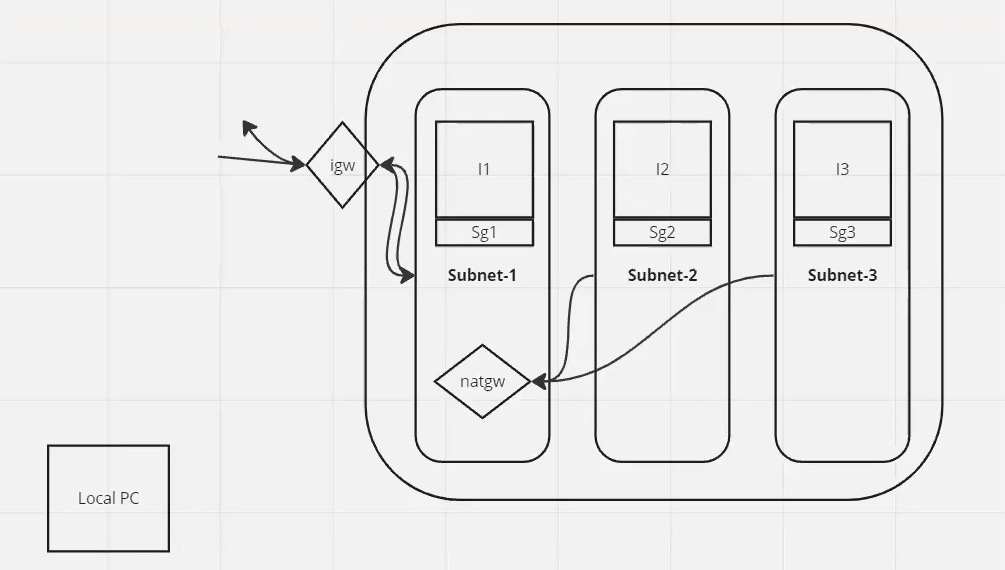 igw
I1
I2
I3
Sg1
Sg2
Sg3
Subnet-1
Subnet-2
Subnet-3
natgw
Local PC